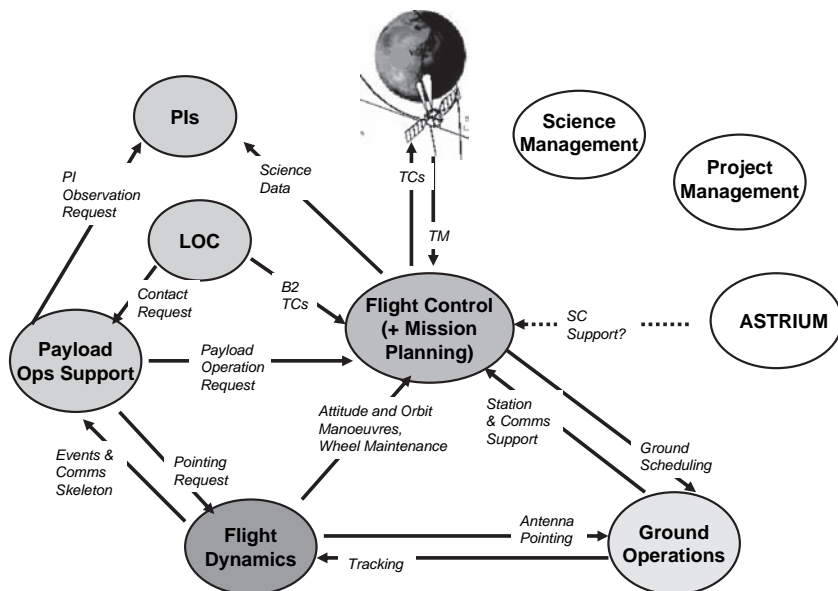 PIs
Science
Management
Project
Management
PI
Observation
Request
Science
Data
TCs
TM
LOC
Contact
Request
B2
TCs
Flight Control
(+ Mission
Planning)
SC
Support?
ASTRIUM
Payload
Ops Support
Payload
Operation
Request
Attitude and Orbit
Manoeuvres,
Wheel Maintenance
Station
& Comms
Support
Ground
Scheduling
Events &
Comms
Skeleton
Pointing
Request
Flight
Dynamics
Antenna
Pointing
Tracking
Ground
Operations